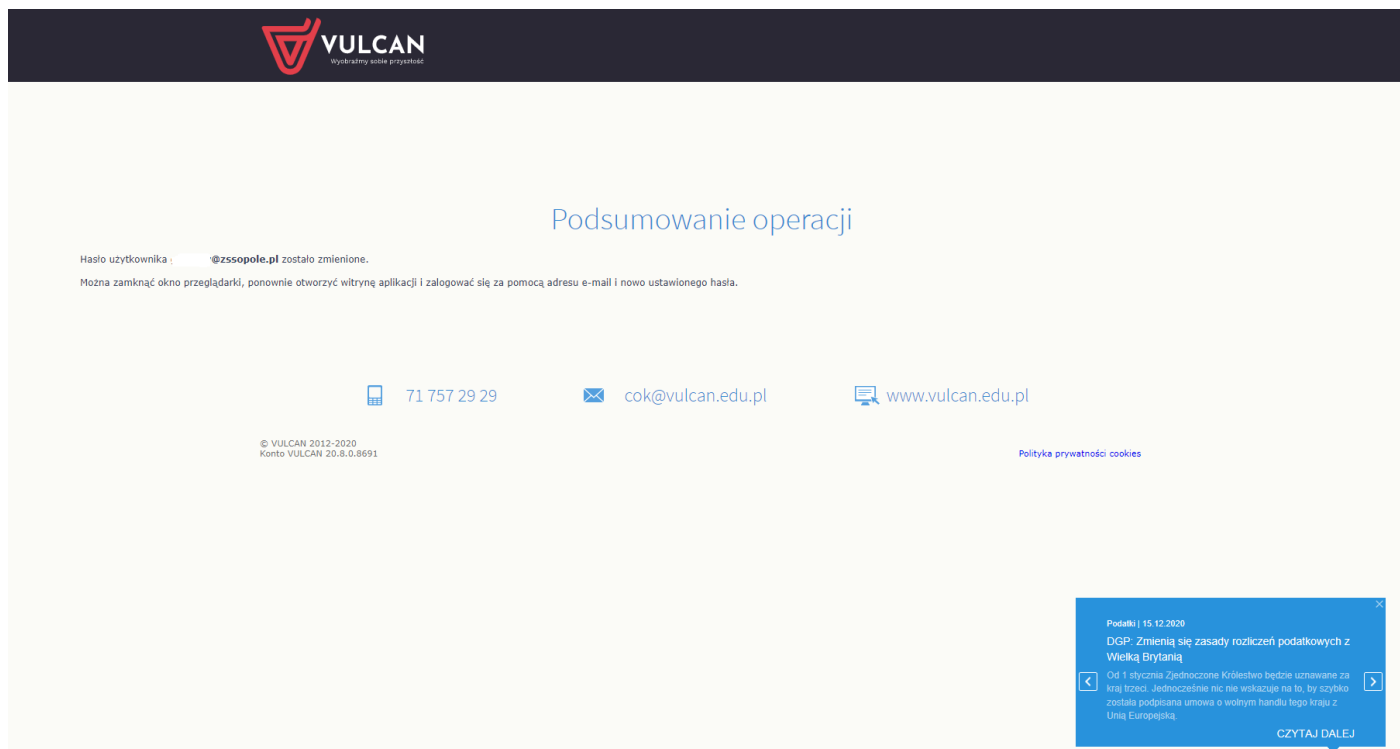 VULCAN
Wyobraźmy sobie przyszłość
Podsumowanie operacji
Hasło użytkownika @zssopole.pl zostało zmienione.
Można zamknąć okno przeglądarki, ponownie otworzyć witrynę aplikacji i zalogować się za pomocą adresu e-mail i nowo ustawionego hasła.
71 757 29 29
cok@vulcan.edu.pl
www.vulcan.edu.pl
© VULCAN 2012-2020
Konto VULCAN 20.8.0.8691
Polityka prywatności cookies
Podatki | 15.12.2020
DGP: Zmienią się zasady rozliczeń podatkowych z
Wielką Brytanią
Od 1 stycznia Zjednoczone Królestwo będzie uznawane za
kraj trzeci. Jednocześnie nic nie wskazuje na to, by szybko
została podpisana umowa o wolnym handlu tego kraju z
Unią Europejską.
CZYTAJ DALEJ